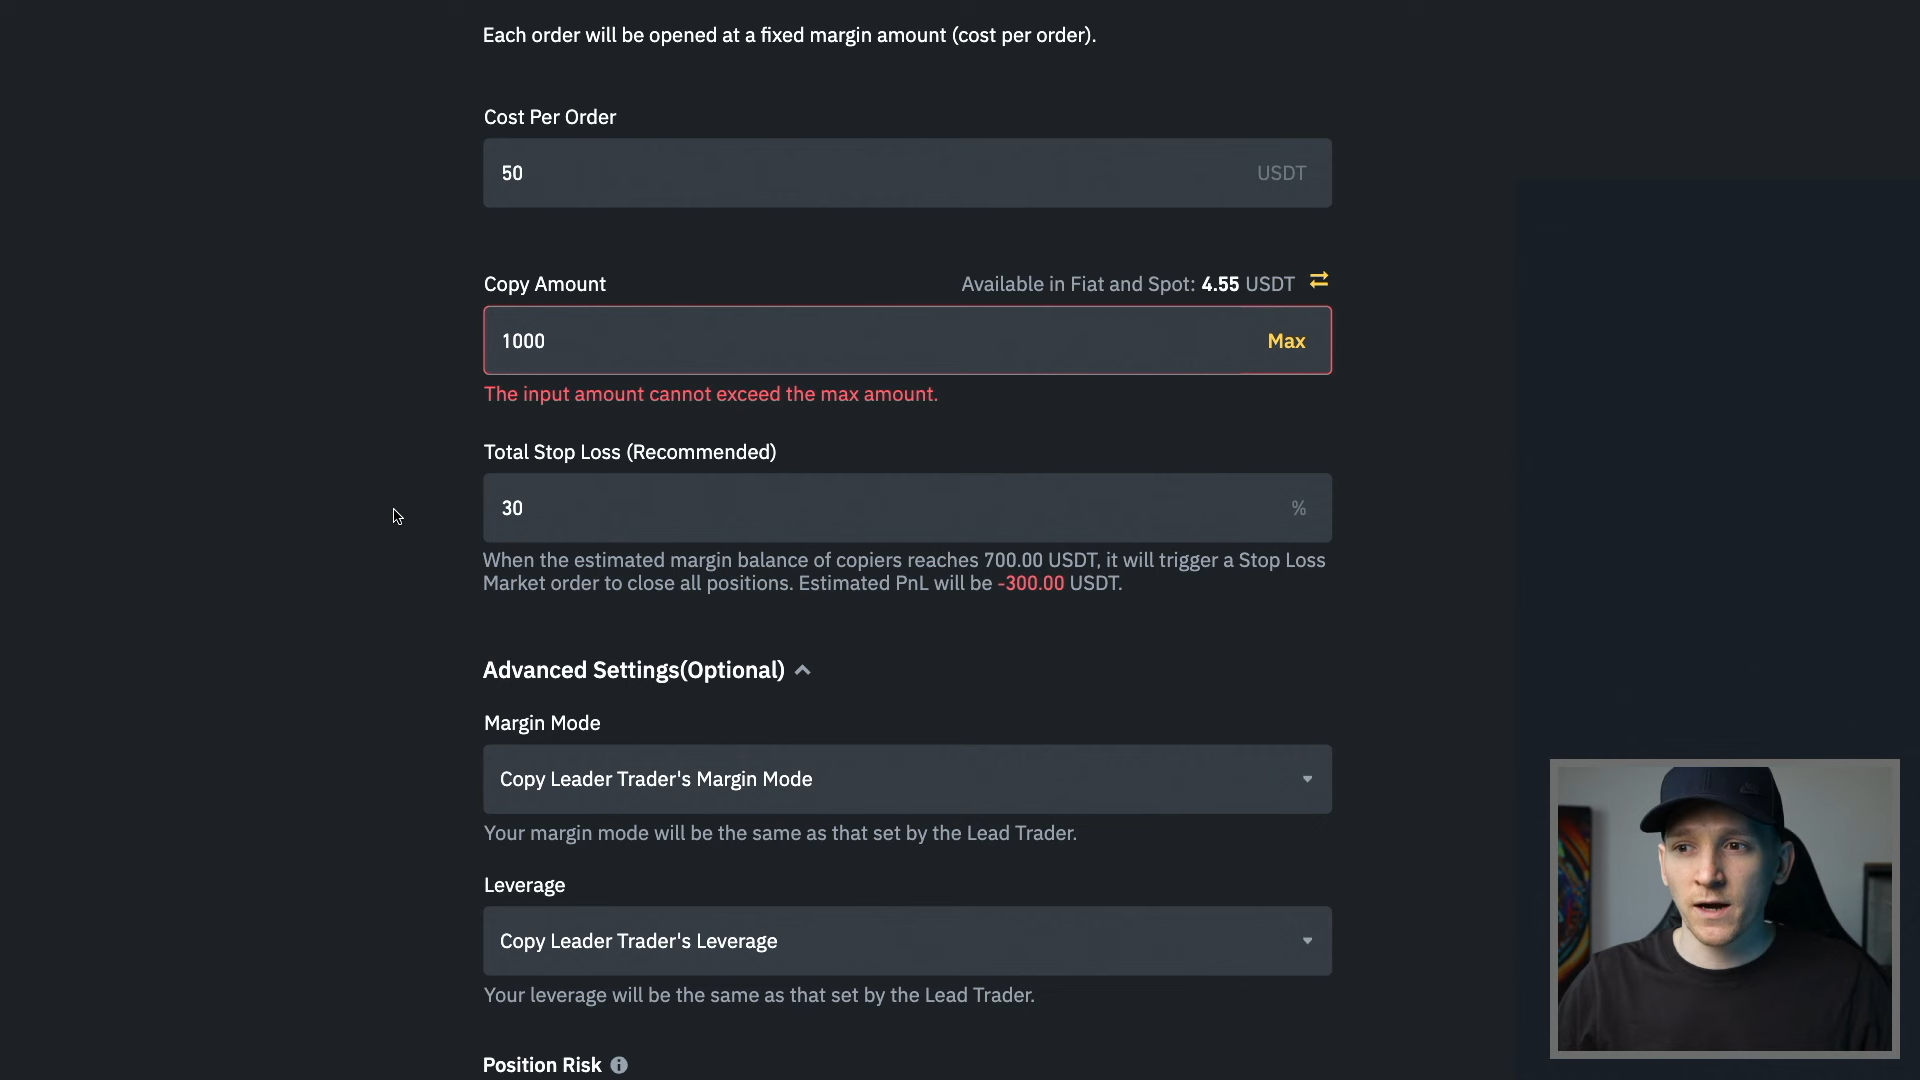 Each order will be opened at a fixed margin amount (cost per order).
Cost Per Order
50 USDT
Copy Amount Available in Fiat and Spot: 4.55 USDT
1000 Max
The input amount cannot exceed the max amount.
Total Stop Loss (Recommended)
30 %
When the estimated margin balance of copiers reaches 700.00 USDT, it will trigger a Stop Loss
Market order to close all positions. Estimated PnL will be -300.00 USDT.
Advanced Settings(Optional)
Margin Mode
Copy Leader Trader's Margin Mode
Your margin mode will be the same as that set by the Lead Trader.
Leverage
Copy Leader Trader's Leverage
Your leverage will be the same as that set by the Lead Trader.
Position Risk